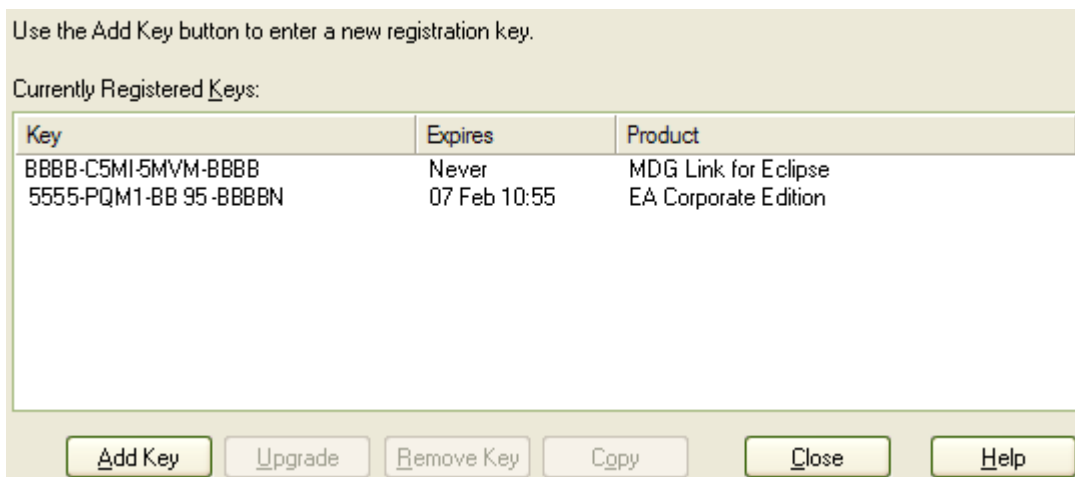 Use the Add Key button to enter a new registration key.
Currently Registered Keys:
Key Expires Product
BBBB-C5MI-5MVM-BBBB Never MDG Link for Eclipse
5555-PQM1-BB 95-BBBBN 07 Feb 10:55 EA Corporate Edition
Add Key Upgrade Remove Key Copy Close Help